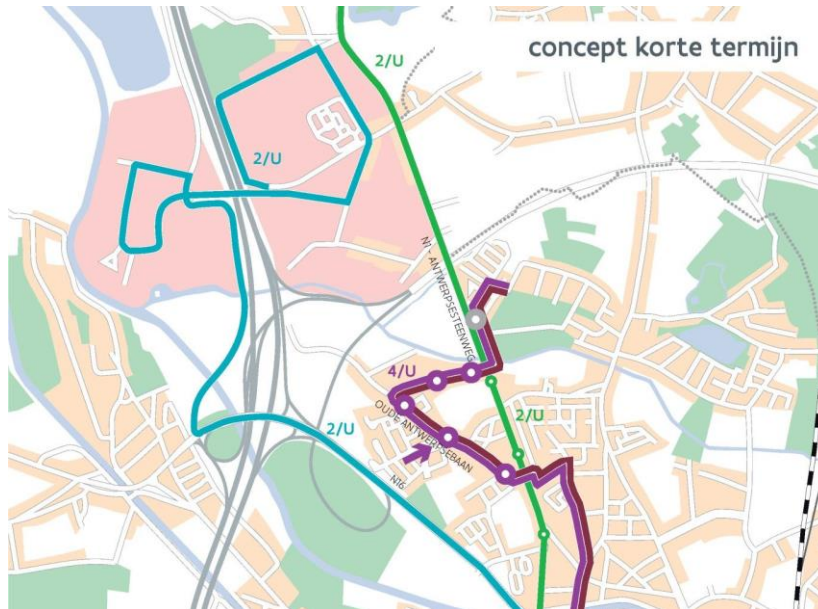 concept korte termijn
2/U
2/U
N1 - ANTWERPSESTEENWEG
4/U
OUDE ANTWERPSEBAAN
2/U
2/U
N16